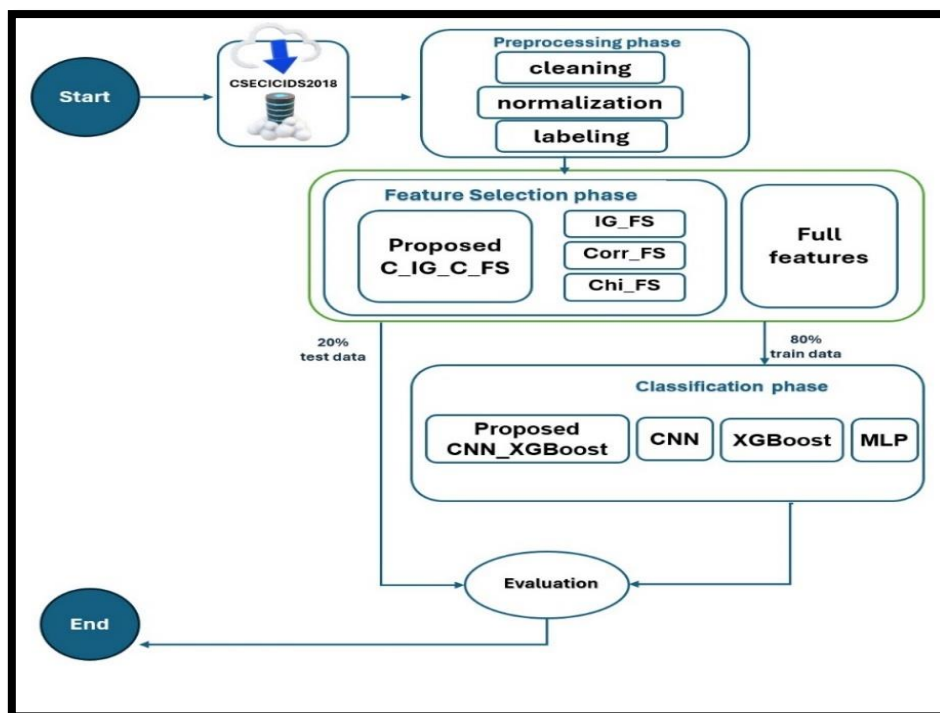 Start
CSECICIDS2018
Preprocessing phase
cleaning
normalization
labeling
Feature Selection phase
Proposed
C_IG_C_FS
IG_FS
Corr_FS
Chi_FS
Full
features
20%
test data
80%
train data
Classification phase
Proposed
CNN_XGBoost
CNN
XGBoost
MLP
Evaluation
End